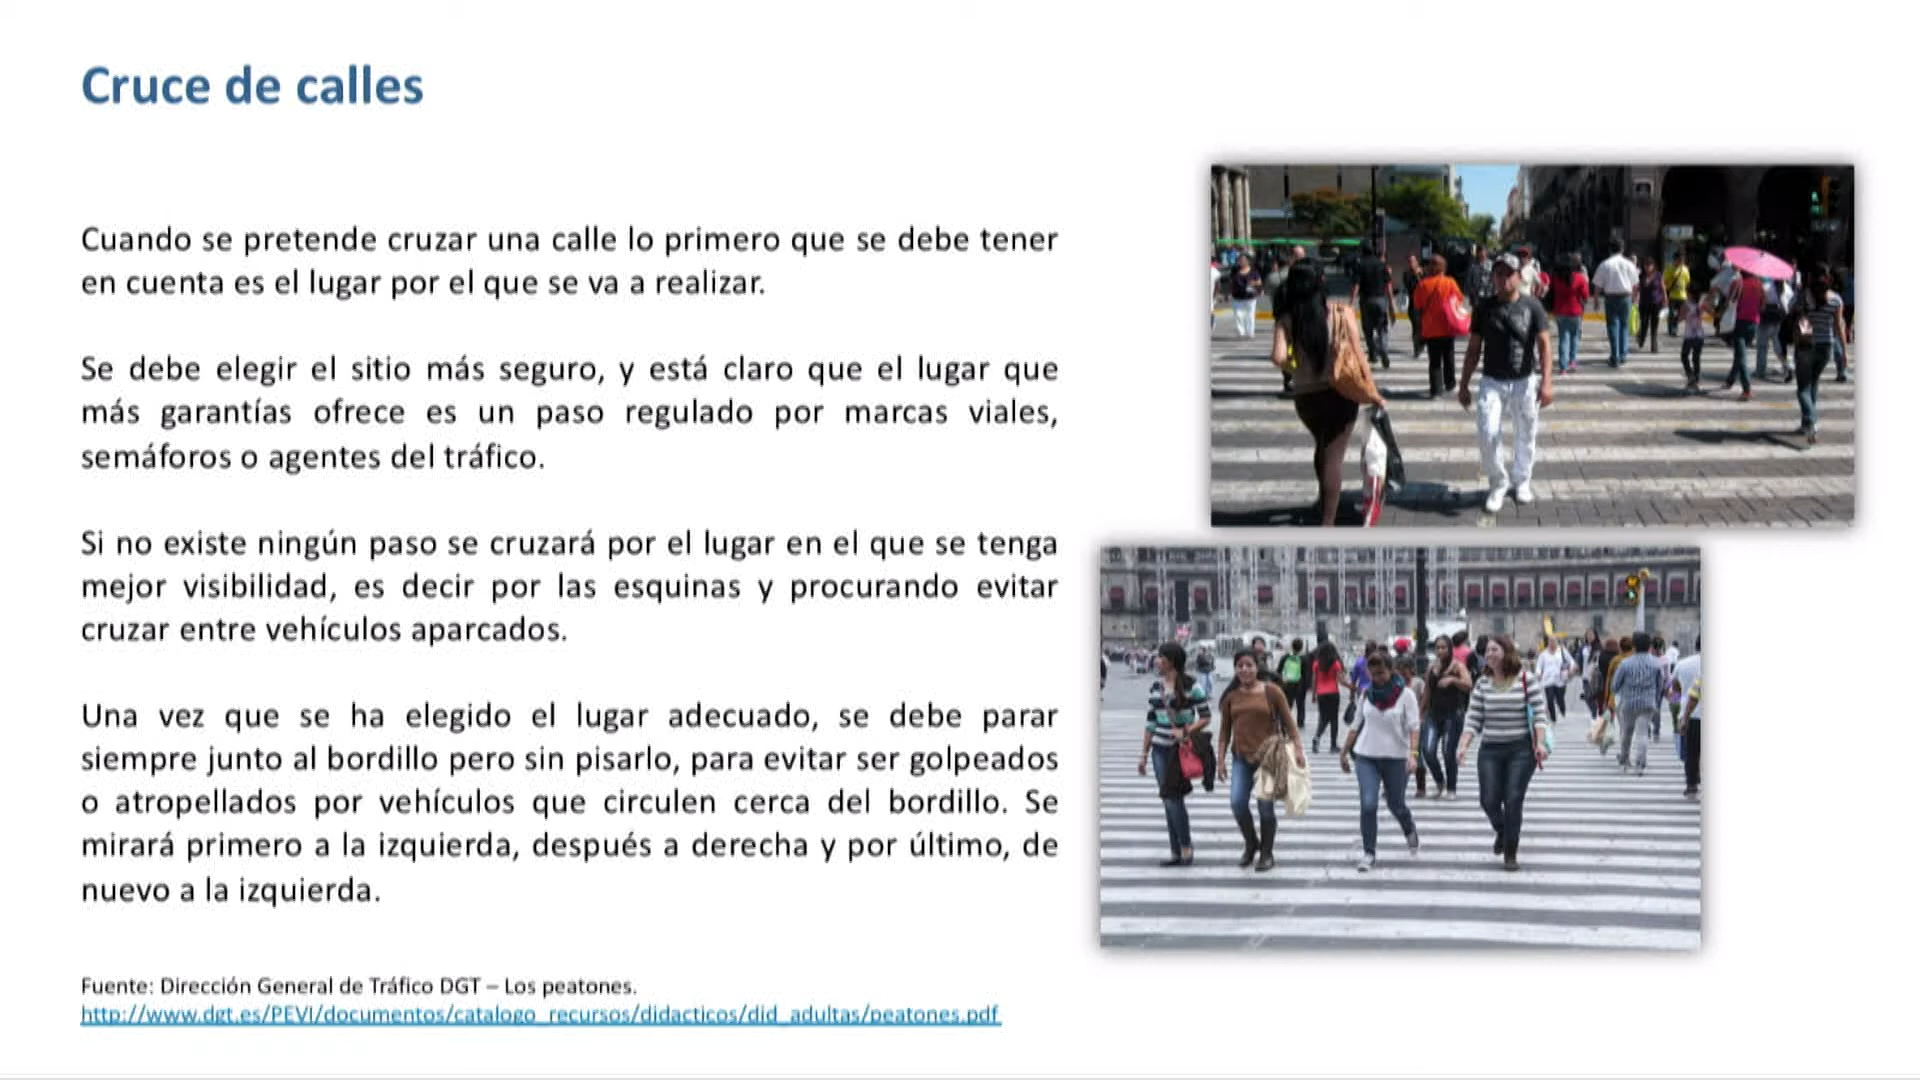 Cruce de calles
Cuando se pretende cruzar una calle lo primero que se debe tener
en cuenta es el lugar por el que se va a realizar.
Se debe elegir el sitio más seguro, y está claro que el lugar que
más garantías ofrece es un paso regulado por marcas viales,
semáforos o agentes del tráfico.
Si no existe ningún paso se cruzará por el lugar en el que se tenga
mejor visibilidad, es decir por las esquinas y procurando evitar
cruzar entre vehículos aparcados.
Una vez que se ha elegido el lugar adecuado, se debe parar
siempre junto al bordillo pero sin pisarlo, para evitar ser golpeados
o atropellados por vehículos que circulen cerca del bordillo. Se
mirará primero a la izquierda, después a derecha y por último, de
nuevo a la izquierda.
Fuente: Dirección General de Tráfico DGT – Los peatones.
http://www.dgt.es/PEVI/documentos/catalogo_recursos/didacticos/did_adultas/peatones.pdf